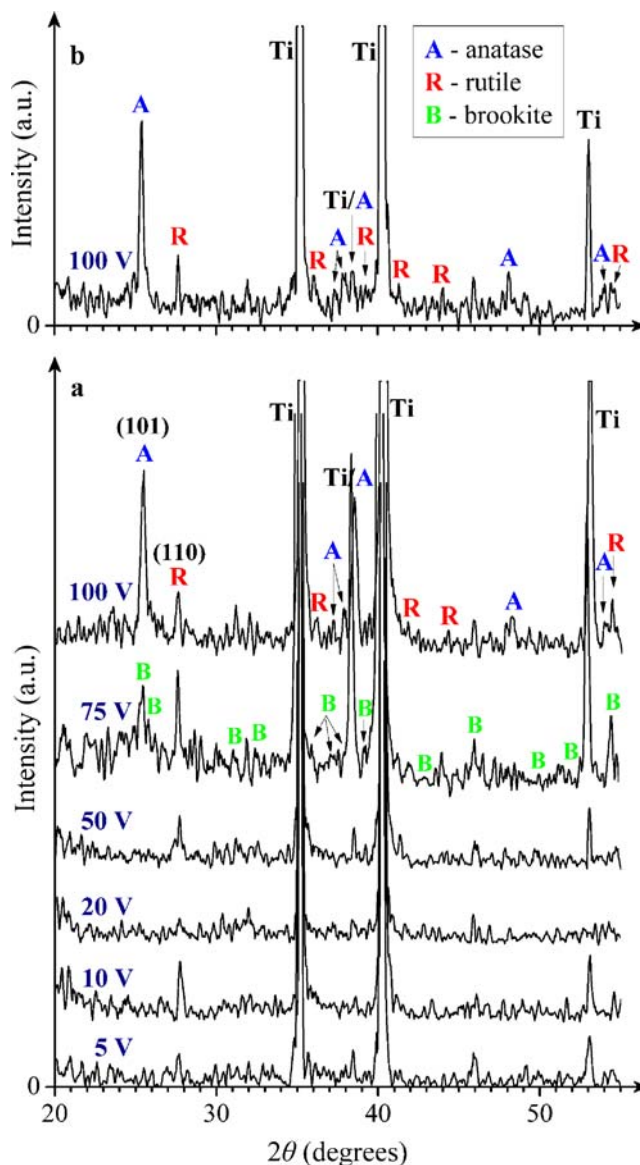 b
Ti
Ti
A - anatase
R - rutile
B - brookite
A
Ti
Ti/A
R
A
R
R
R
R
A
A
R
100 V
0
Intensity (a.u.)
a
(101)
A
Ti
Ti
Ti
Ti/A
(110)
R
A
R
R
R
A
A
R
100 V
B
B
B
B
B
B
B
B
B
B
B
75 V
50 V
20 V
10 V
5 V
0
Intensity (a.u.)
20
30
40
50
2θ (degrees)